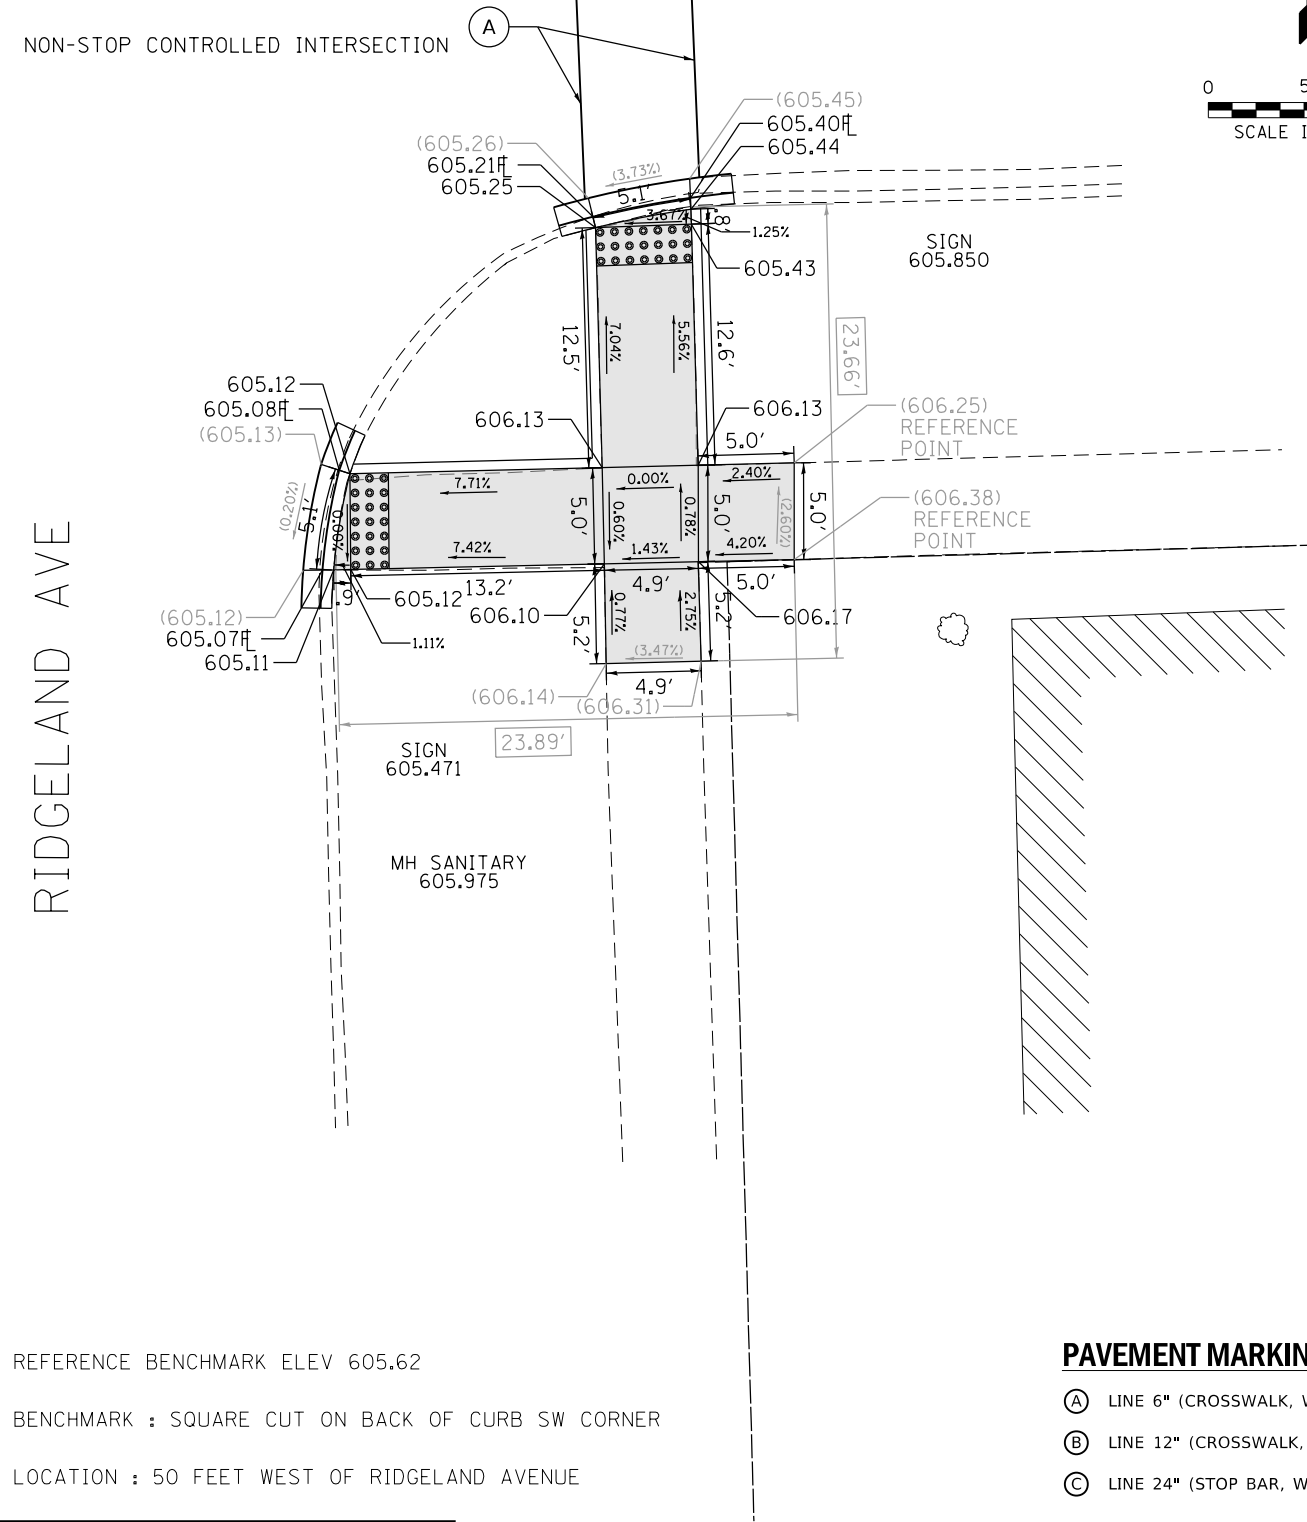 NON-STOP CONTROLLED INTERSECTION
A
0
5
SCALE
(605.45)
605.40FL
605.44
(605.26)
605.21FL
605.25
(3.73%)
5.1'
3.67%
.8'
1.25%
605.43
SIGN
605.850
12.5'
7.04%
5.56%
12.6'
23.66'
605.12
605.08FL
(605.13)
606.13
606.13
5.0'
(606.25)
REFERENCE
POINT
7.71%
0.00%
2.40%
(0.20%)
5.1'
0.00%
5.0'
0.60%
0.78%
5.0'
(2.60%)
5.0'
(606.38)
REFERENCE
POINT
7.42%
1.43%
4.20%
.9'
605.12
13.2'
4.9'
5.0'
(605.12)
605.07FL
605.11
1.11%
606.10
5.2'
0.77%
2.75%
5.2'
606.17
(3.47%)
4.9'
(606.14)
(606.31)
23.89'
SIGN
605.471
MH SANITARY
605.975
RIDGELAND AVE
REFERENCE BENCHMARK ELEV 605.62
BENCHMARK : SQUARE CUT ON BACK OF CURB SW CORNER
LOCATION : 50 FEET WEST OF RIDGELAND AVENUE
PAVEMENT MARKIN
A LINE 6" (CROSSWALK, W
B LINE 12" (CROSSWALK,
C LINE 24" (STOP BAR, W